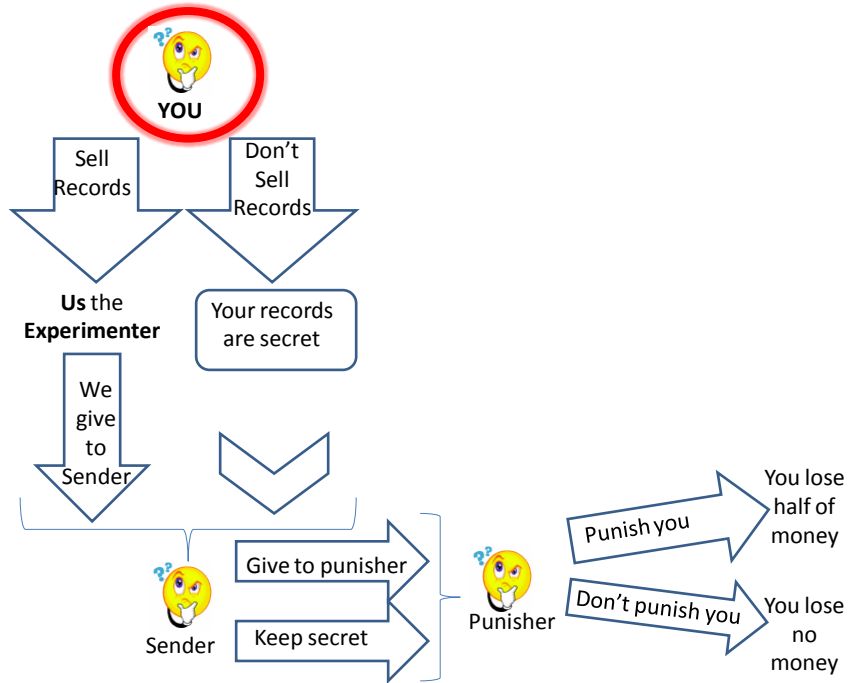 ??
YOU
Sell
Records
Don't
Sell
Records
Us the
Experimenter
Your records
are secret
We
give
to
Sender
??
Sender
Give to punisher
Keep secret
??
Punisher
Punish you
Don't punish you
You lose
half of
money
You lose
no
money